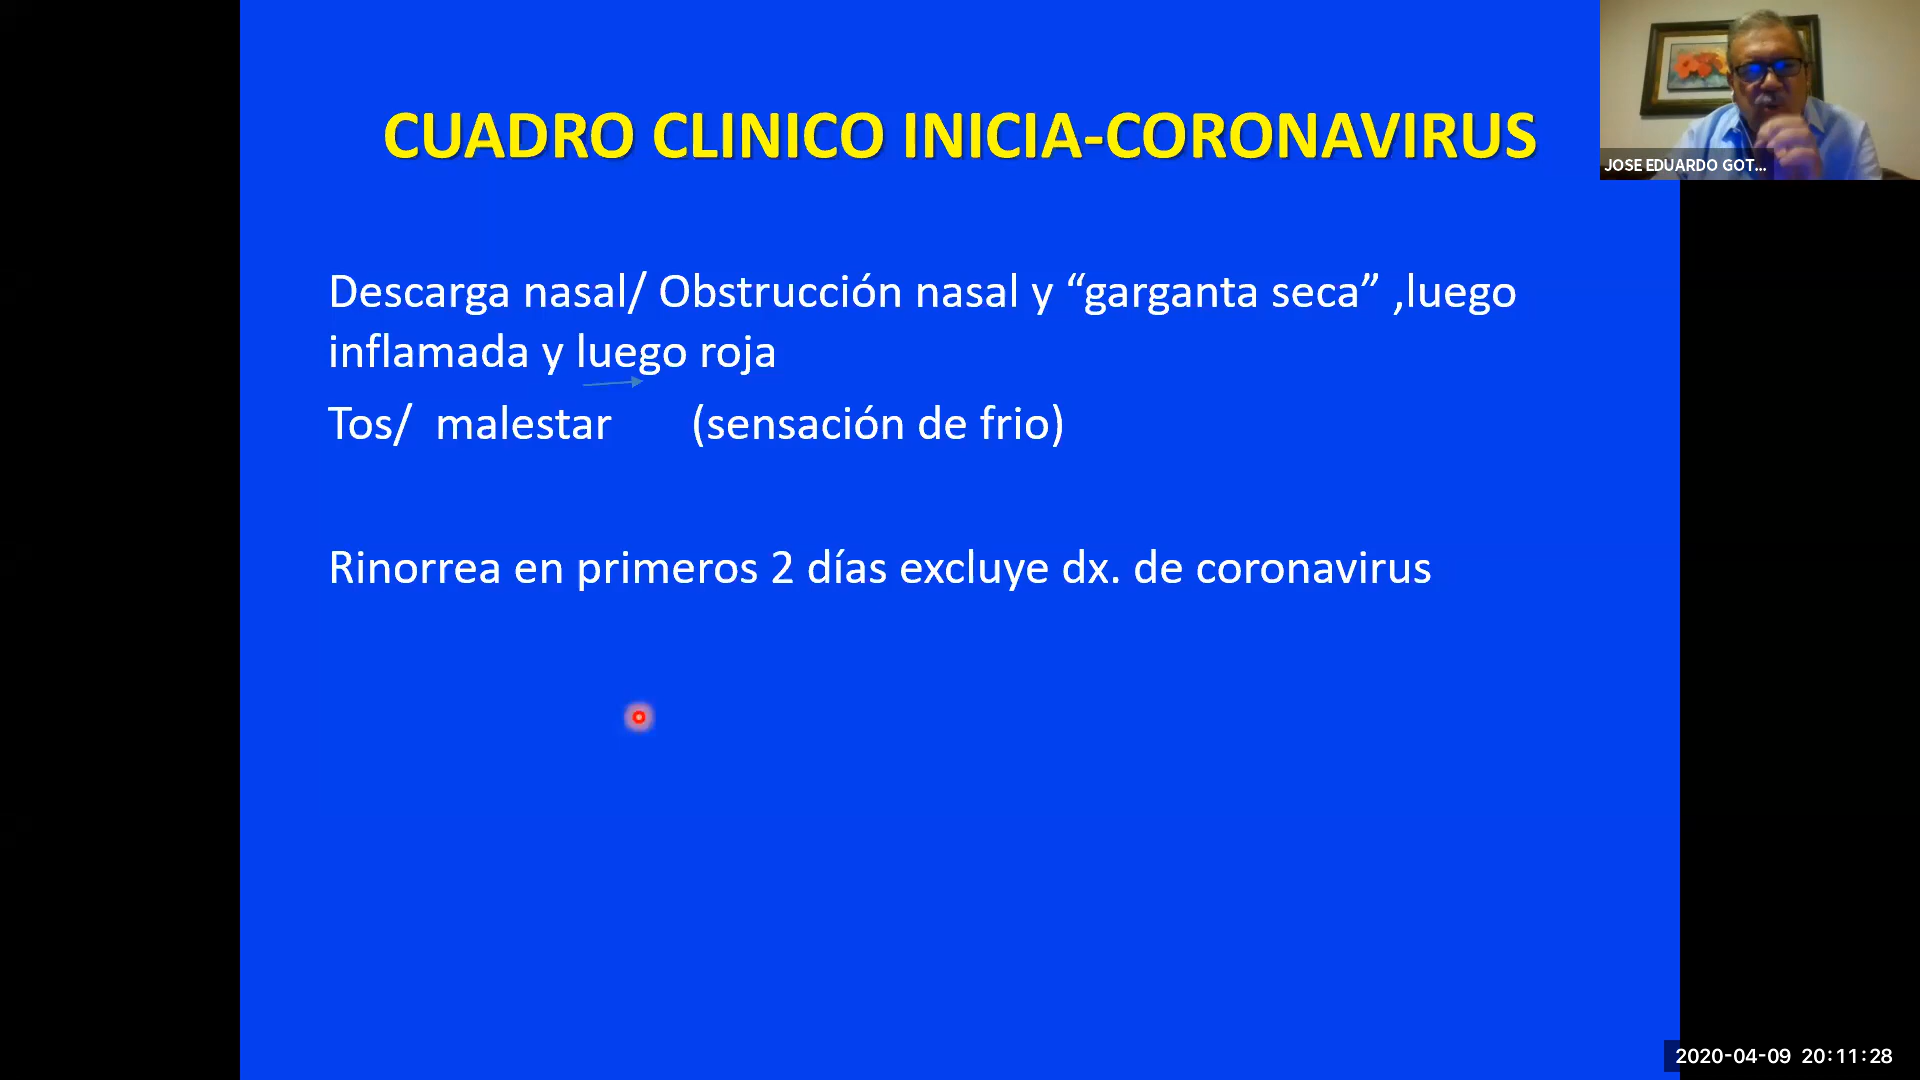 CUADRO CLINICO INICIA-CORONAVIRUS
JOSE EDUARDO GOT...
Descarga nasal/ Obstrucción nasal y “garganta seca” ,luego
inflamada y luego roja
Tos/ malestar (sensación de frio)
Rinorrea en primeros 2 días excluye dx. de coronavirus
2020-04-09 20:11:28